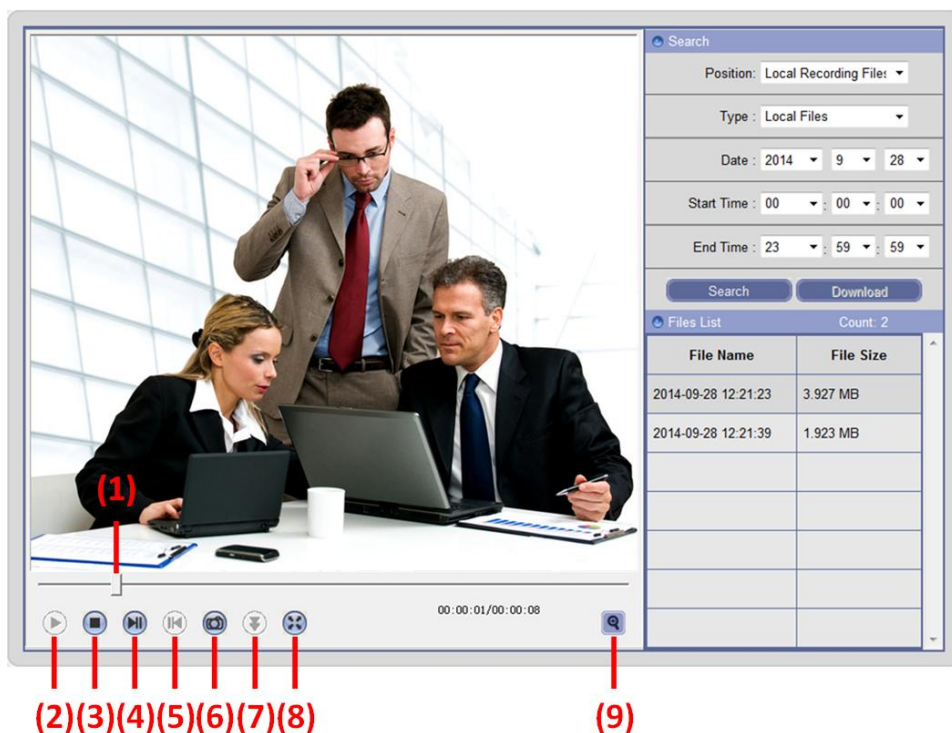 Search
Position: Local Recording Files
Type : Local Files
Date : 2014 9 28
Start Time : 00 : 00 : 00
End Time : 23 : 59 : 59
Search Download
Files List Count: 2
File Name File Size
2014-09-28 12:21:23 3.927 MB
2014-09-28 12:21:39 1.923 MB
(1)
00:00:01/00:00:08
(2)(3)(4)(5)(6)(7)(8) (9)